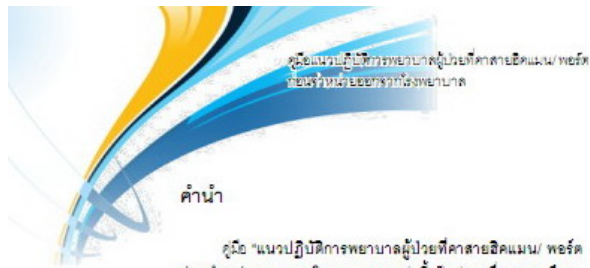 คู่มือแนวปฏิบัติการพยาบาลผู้ป่วยที่คาสายฮิคแมน/พอร์ต
ก่อนจำหน่ายออกจากโรงพยาบาล
คำนำ
คู่มือ "แนวปฏิบัติการพยาบาลผู้ป่วยที่คาสายฮิคแมน/ พอร์ต